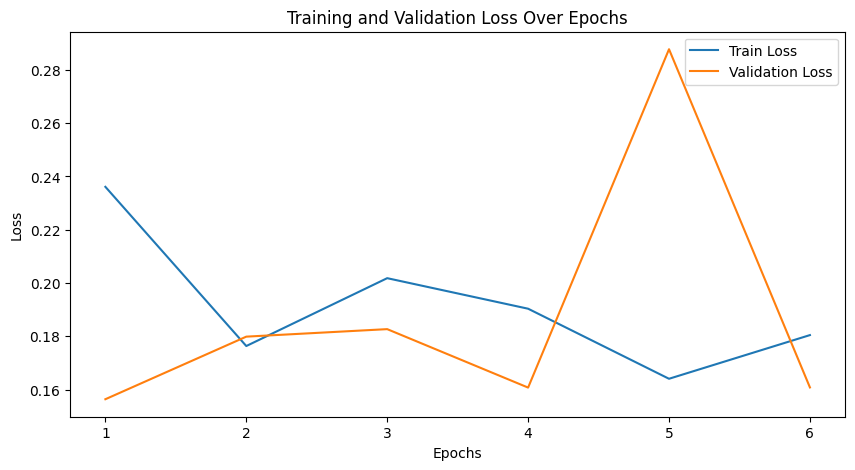 Training and Validation Loss Over Epochs
Train Loss
Validation Loss
0.28
0.26
0.24
0.22
0.20
0.18
0.16
Loss
1 2 3 4 5 6
Epochs